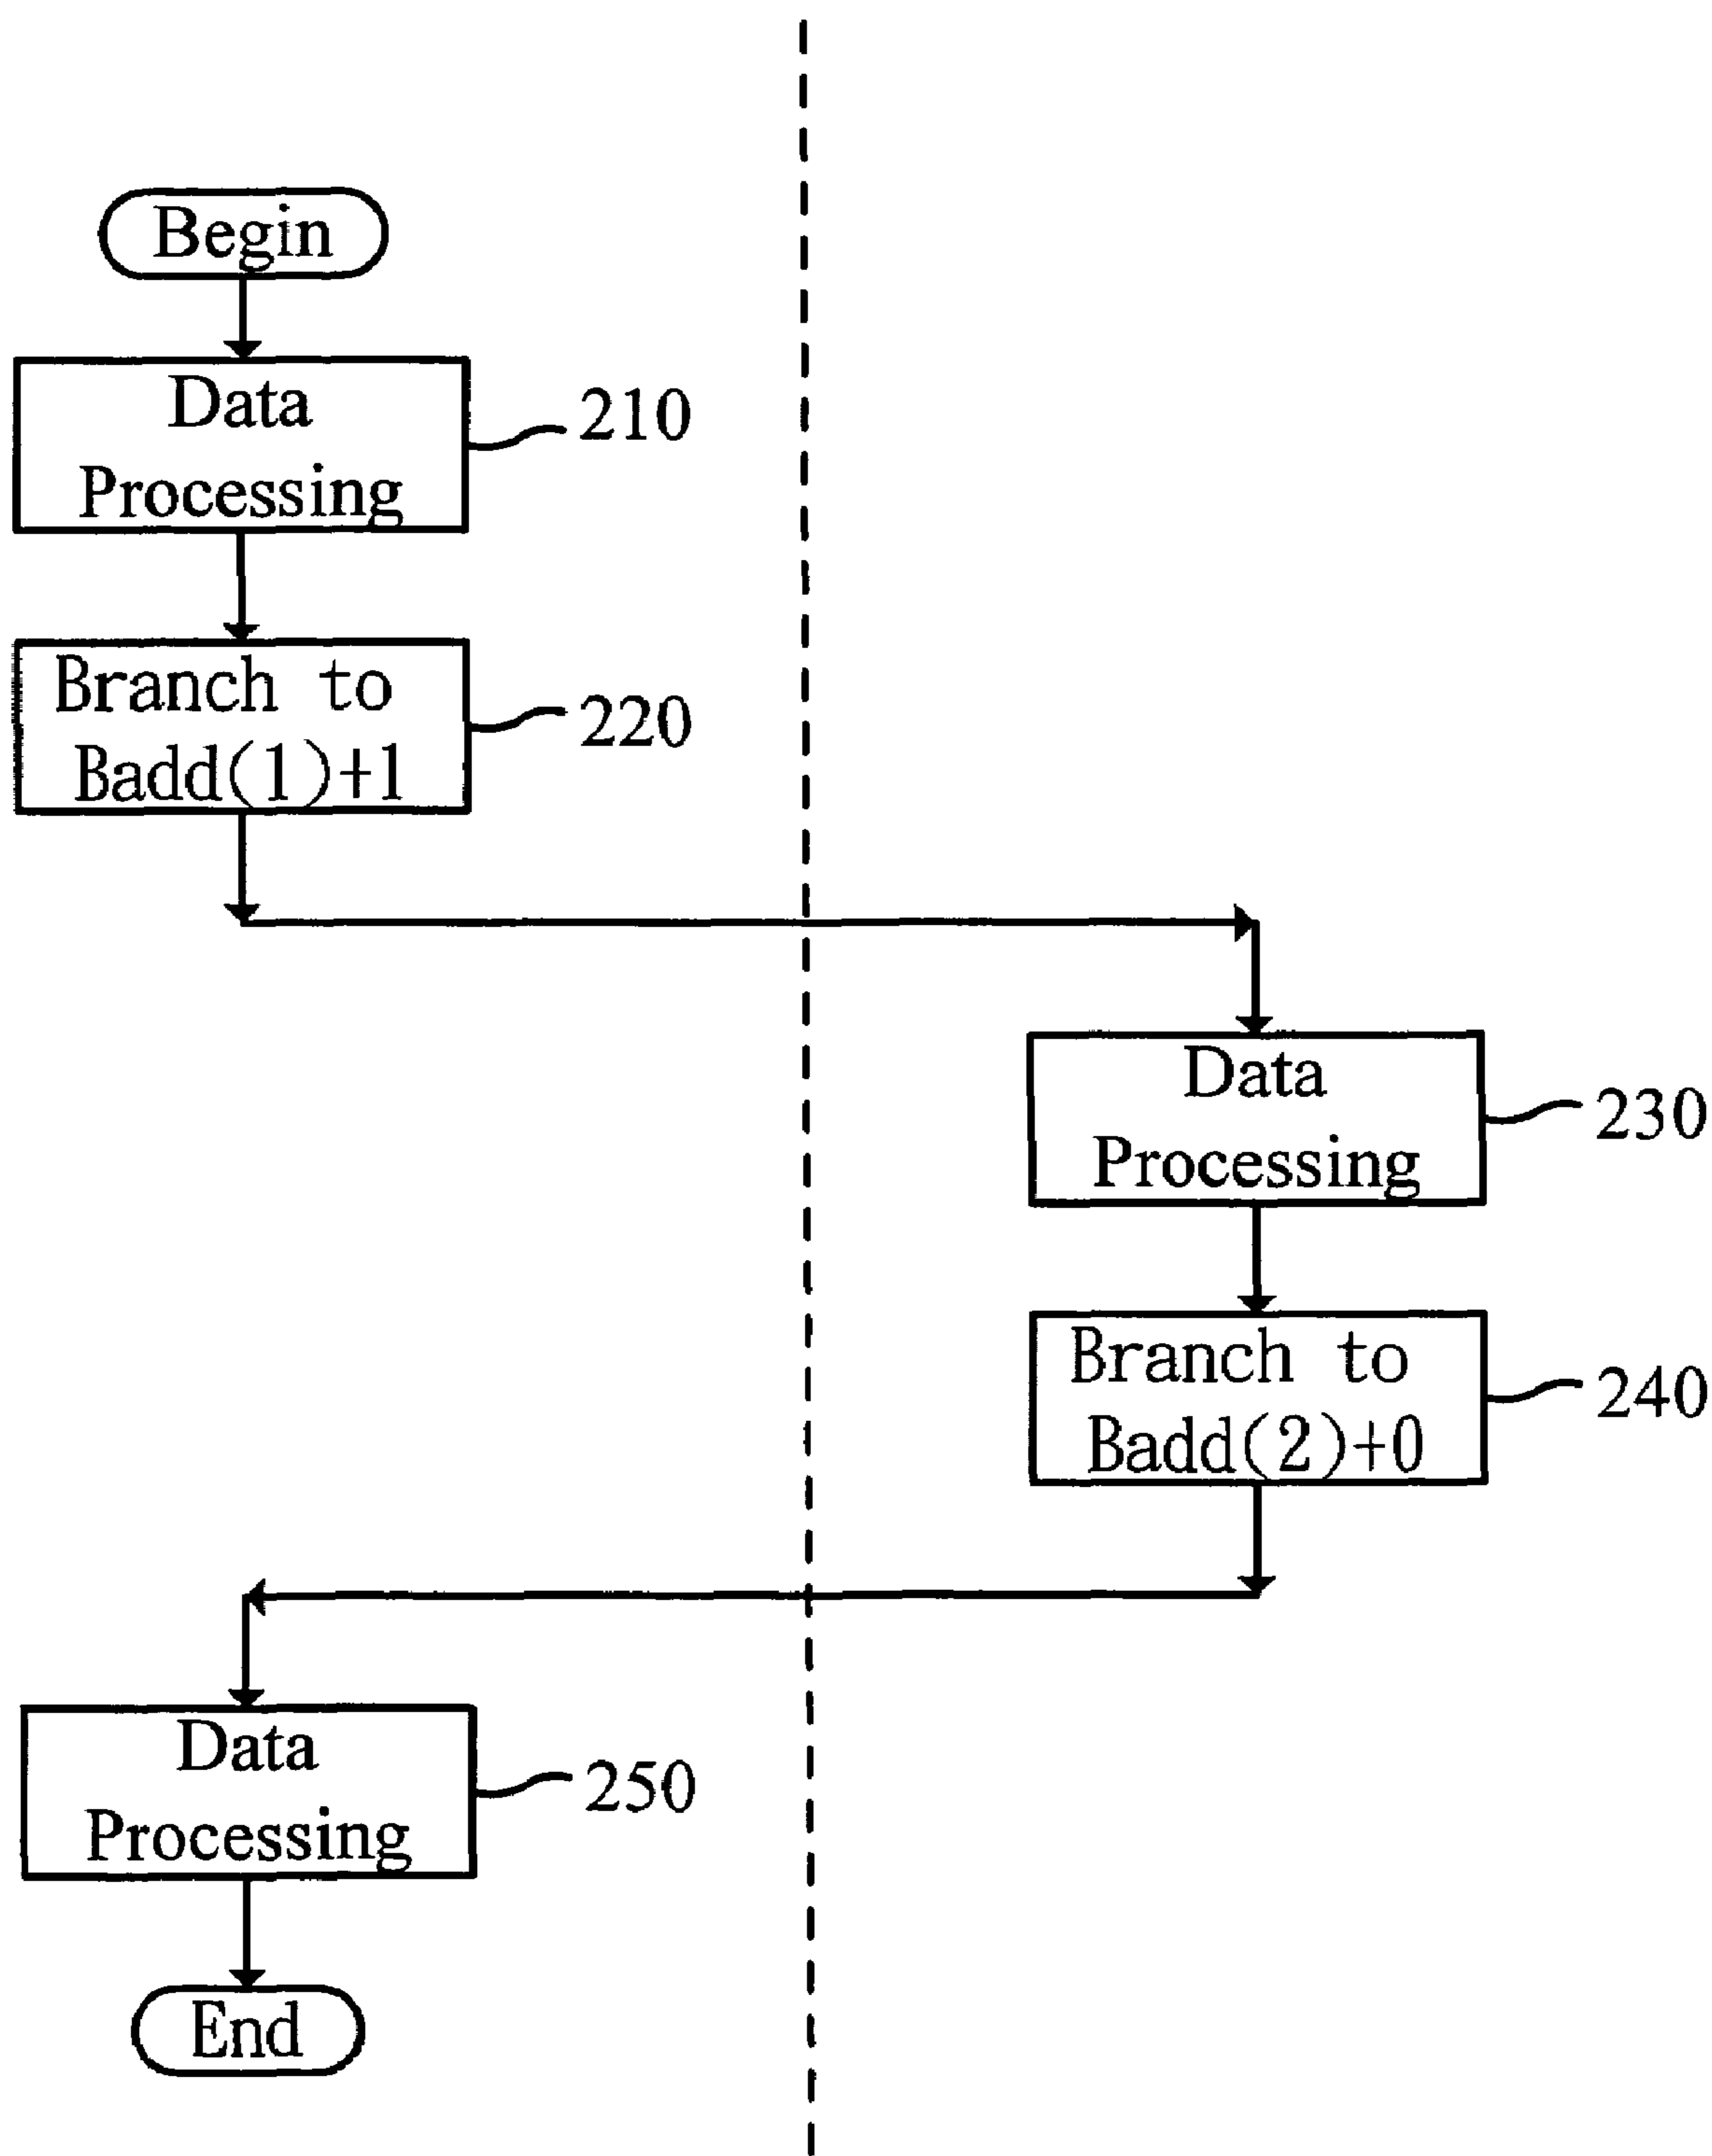 Begin
Data
Processing
210
Branch to
Badd(1)+1
220
Data
Processing
230
Branch to
Badd(2)+0
240
Data
Processing
250
End